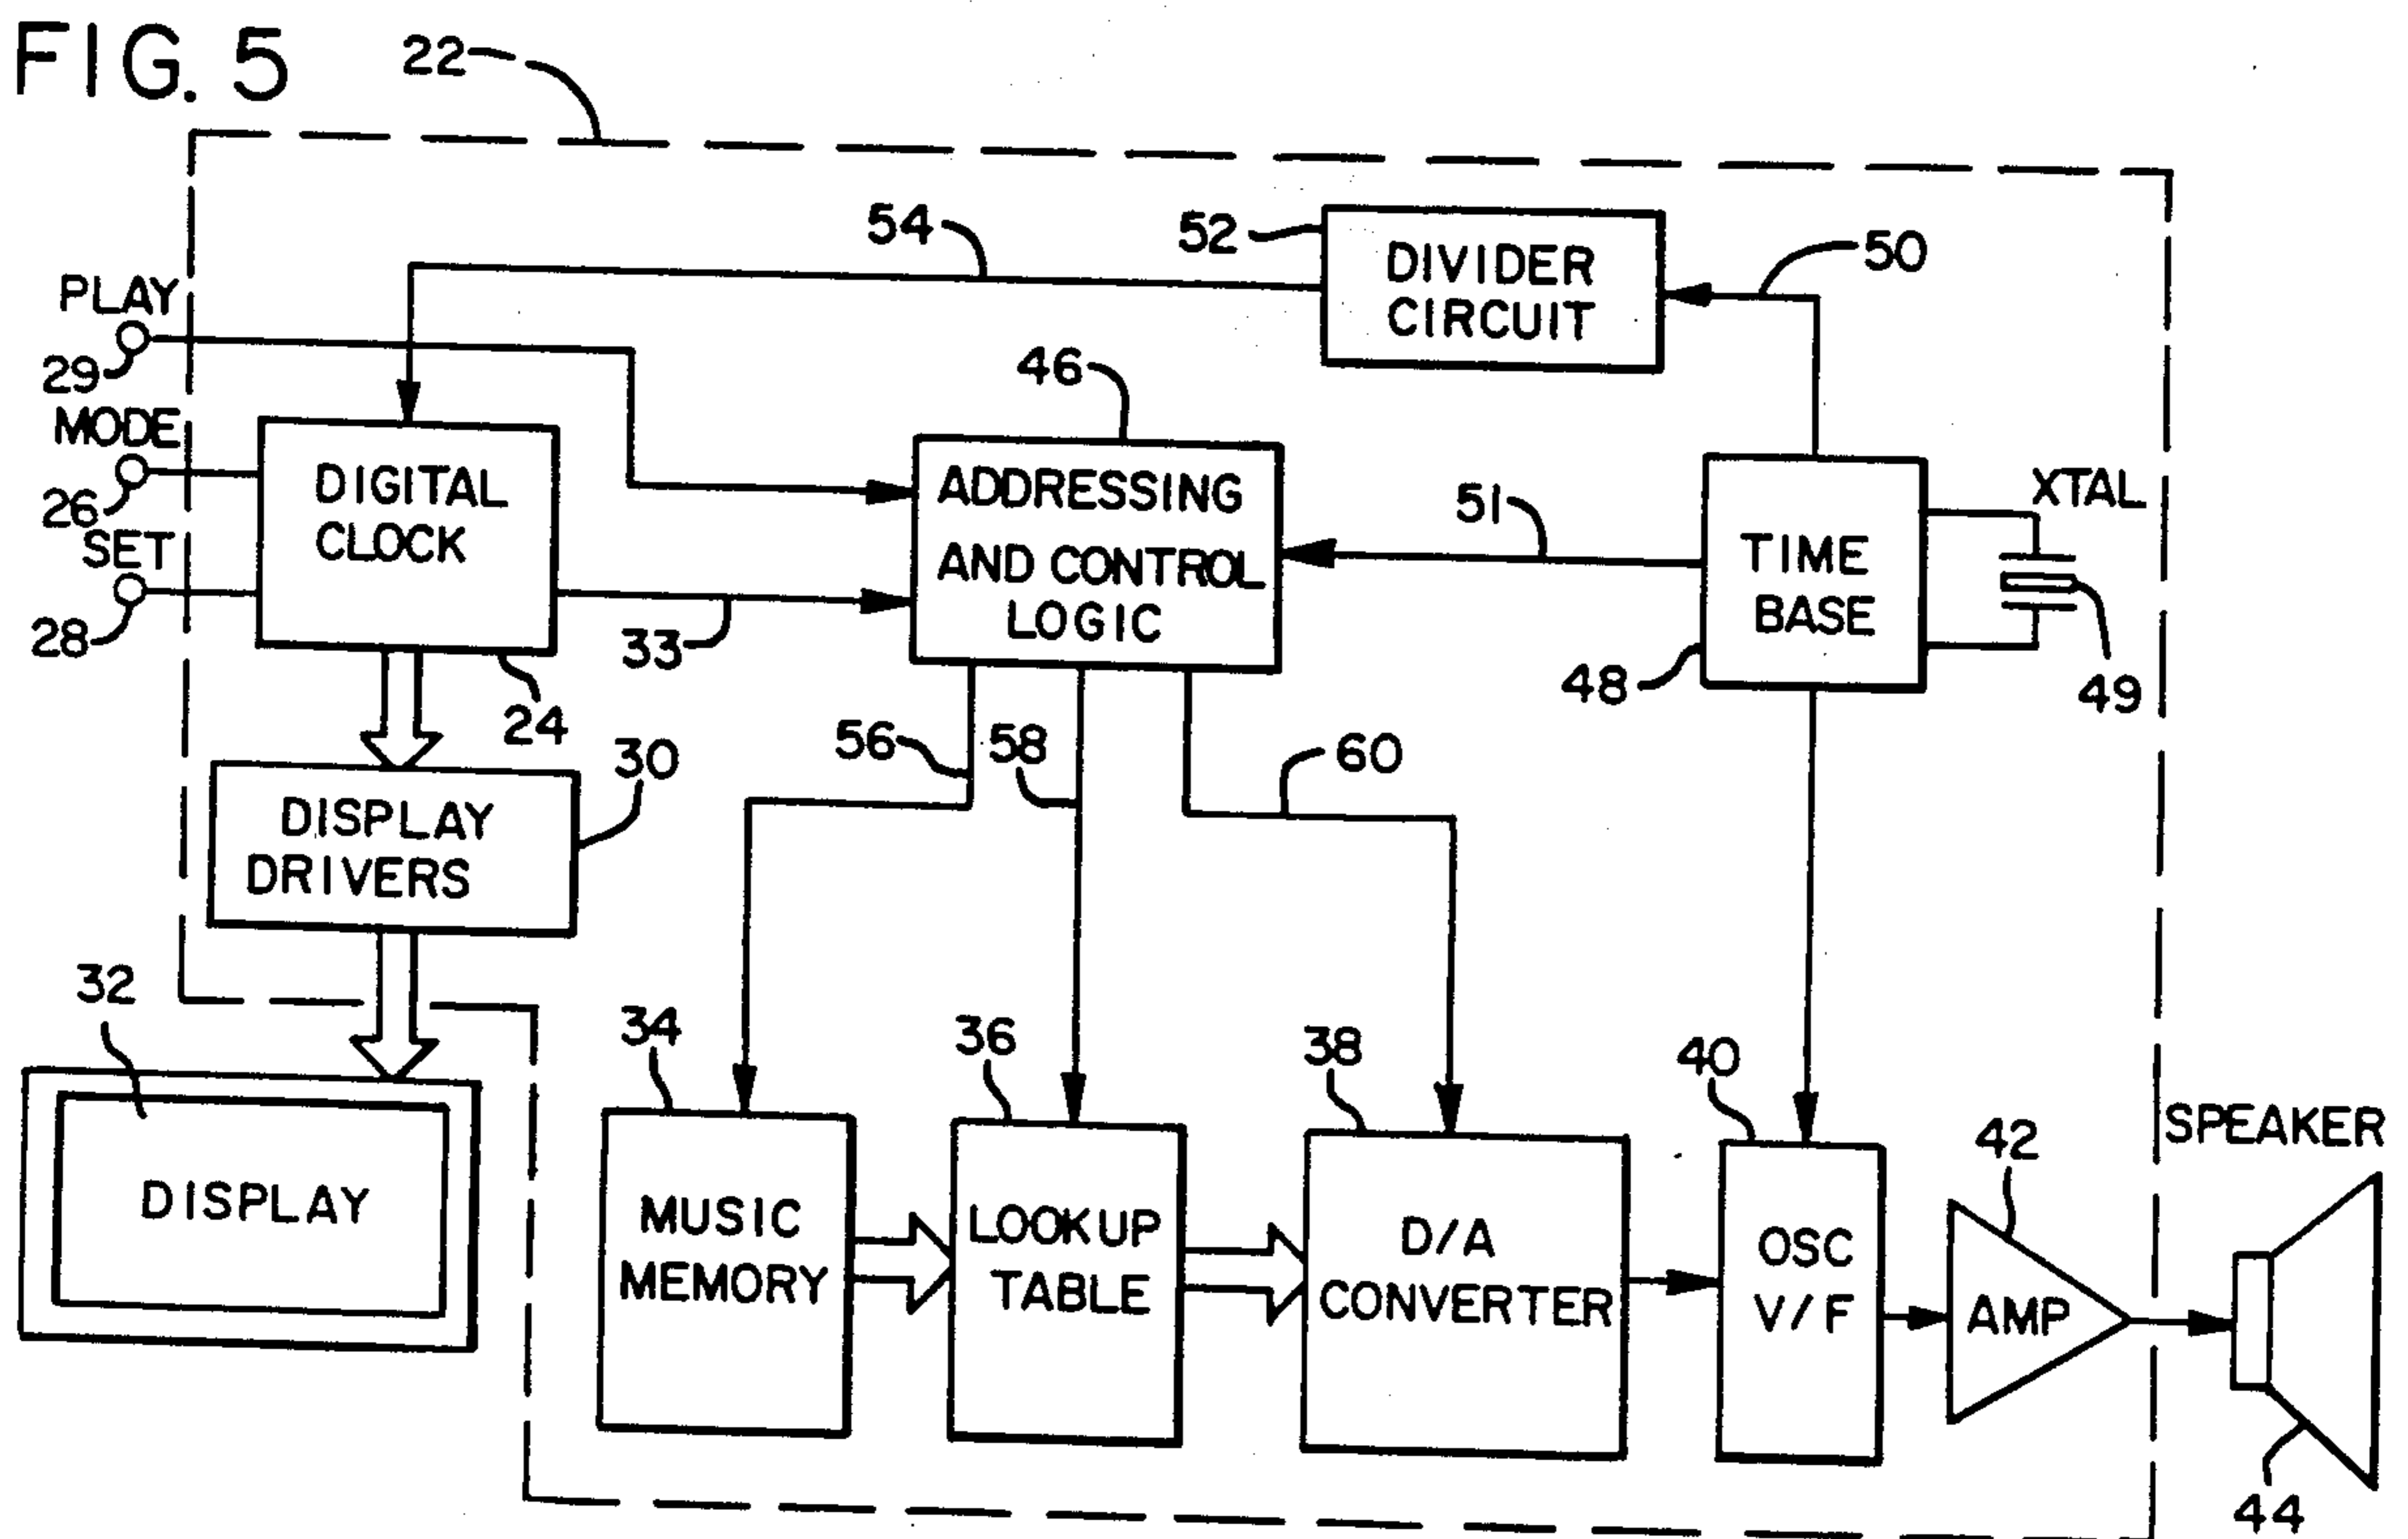 FIG. 5
22
54
52
DIVIDER
CIRCUIT
50
PLAY
29
MODE
26
SET
28
DIGITAL
CLOCK
33
24
46
ADDRESSING
AND CONTROL
LOGIC
51
TIME
BASE
48
XTAL
49
56
58
60
DISPLAY
DRIVERS
30
32
DISPLAY
34
MUSIC
MEMORY
36
LOOKUP
TABLE
38
D/A
CONVERTER
40
OSC
V/F
42
AMP
SPEAKER
44